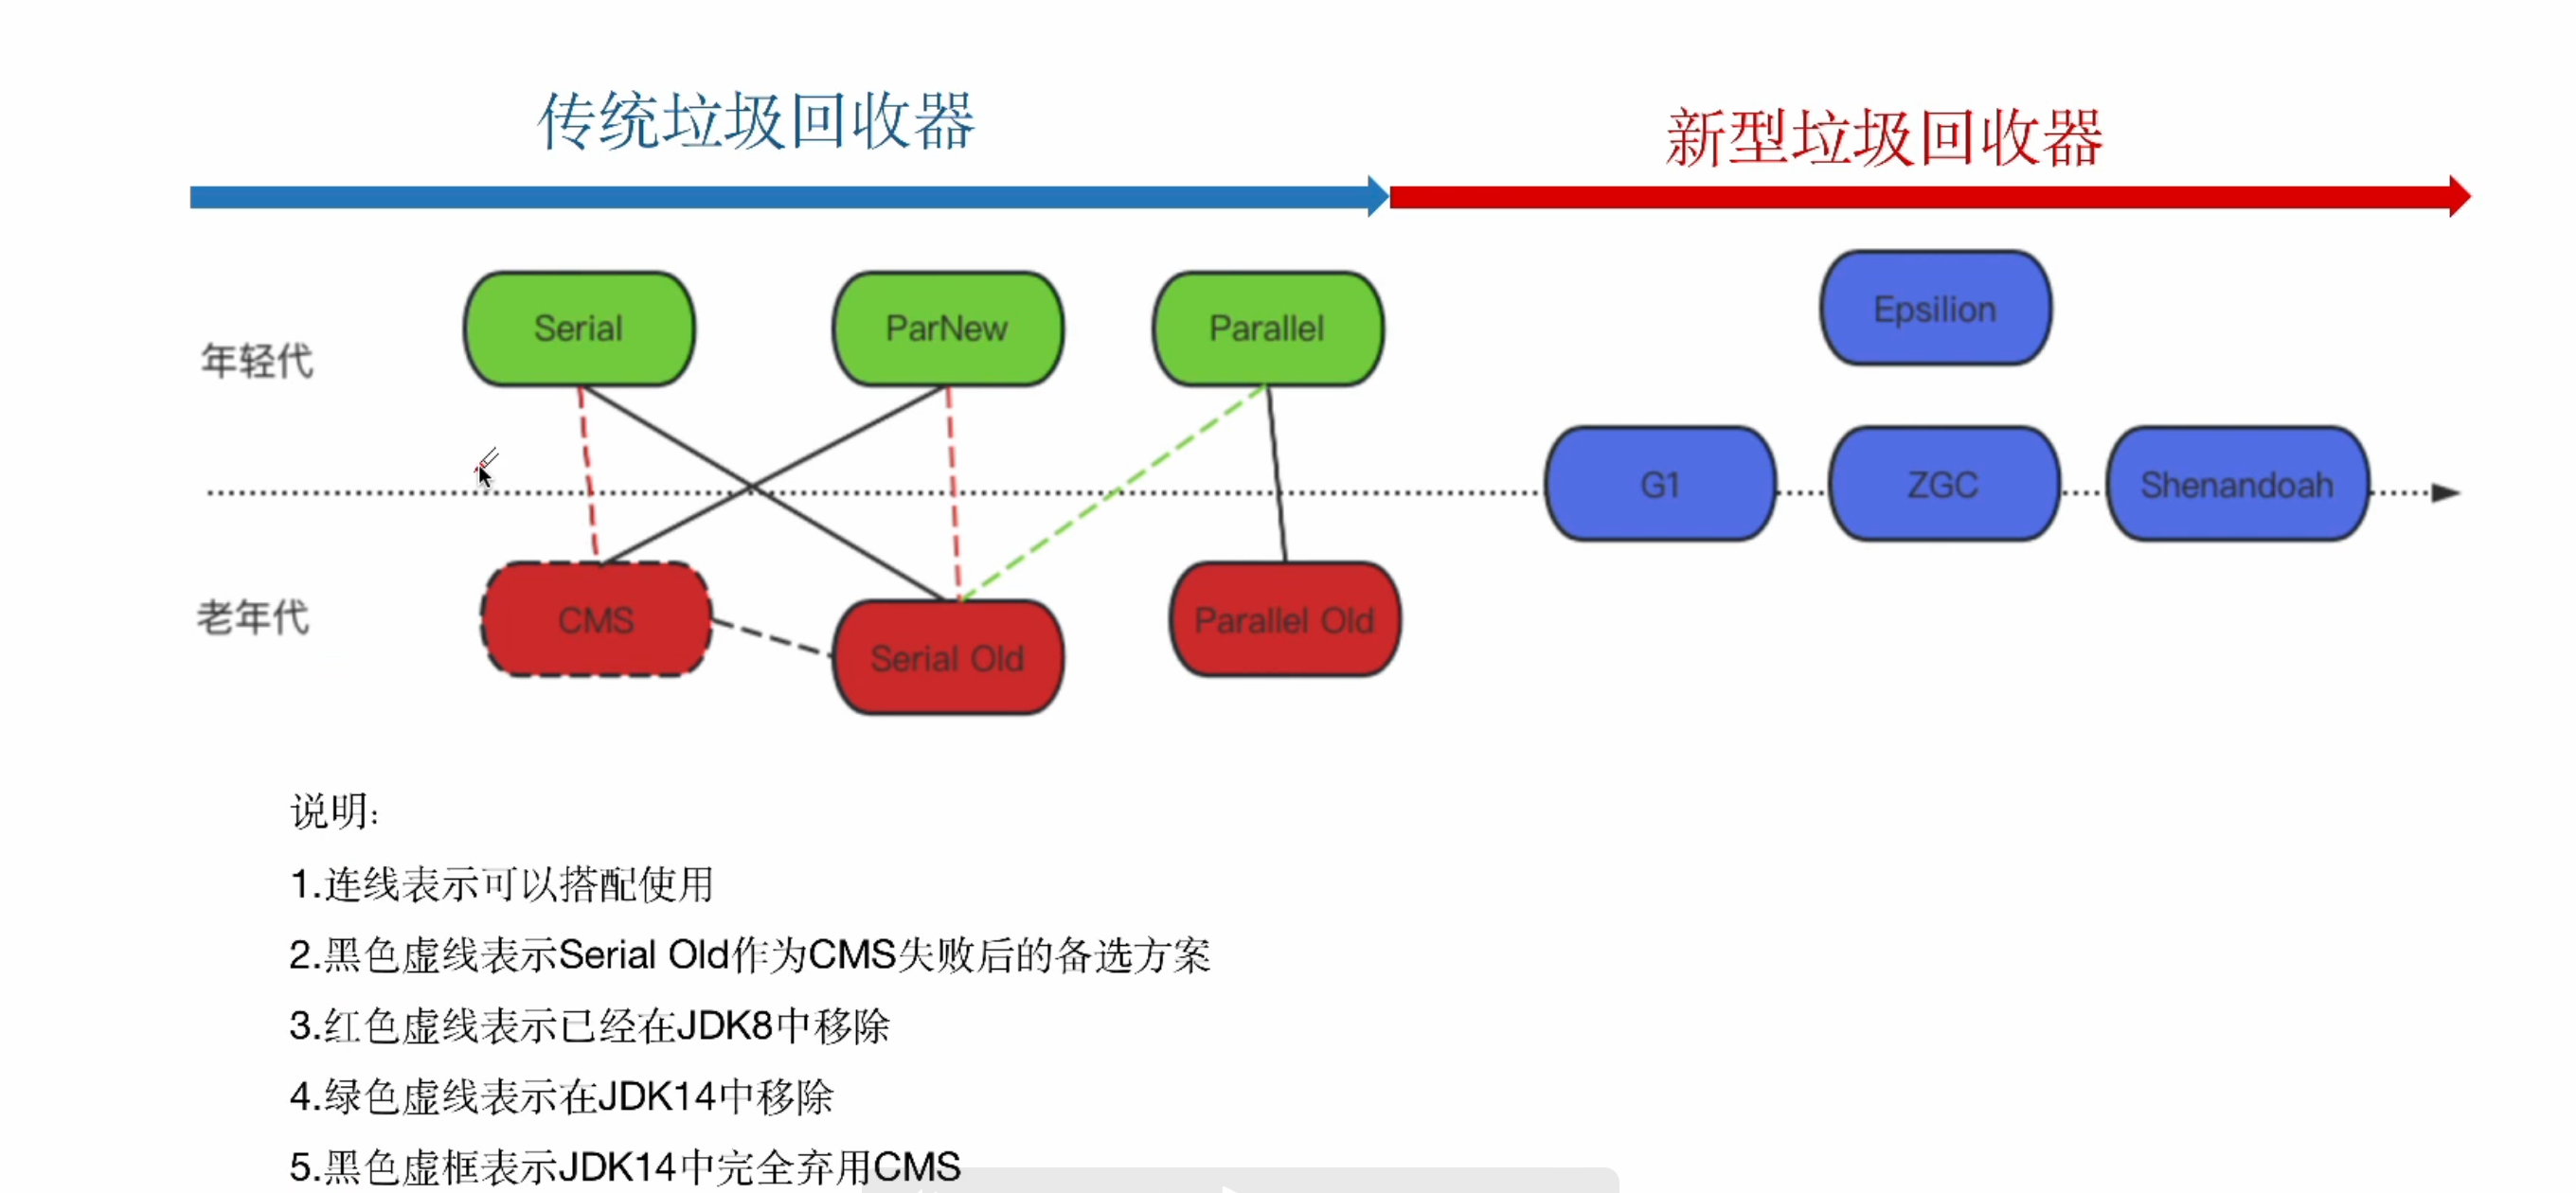 传统垃圾回收器
新型垃圾回收器
年轻代
Serial
ParNew
Parallel
Epsilion
G1
ZGC
Shenandoah
老年代
CMS
Serial Old
Parallel Old
说明:
1.连线表示可以搭配使用
2.黑色虚线表示Serial Old作为CMS失败后的备选方案
3.红色虚线表示已经在JDK8中移除
4.绿色虚线表示在JDK14中移除
5.黑色虚框表示JDK14中完全弃用CMS